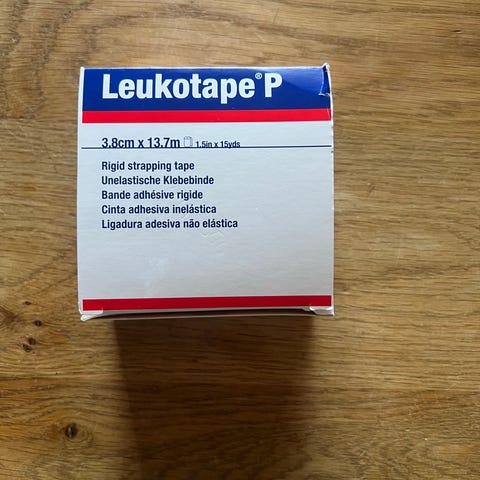 Leukotape® P
3.8cm x 13.7m 1.5in x 15yds
Rigid strapping tape
Unelastische Klebebinde
Bande adhésive rigide
Cinta adhesiva inelástica
Ligadura adesiva não elástica